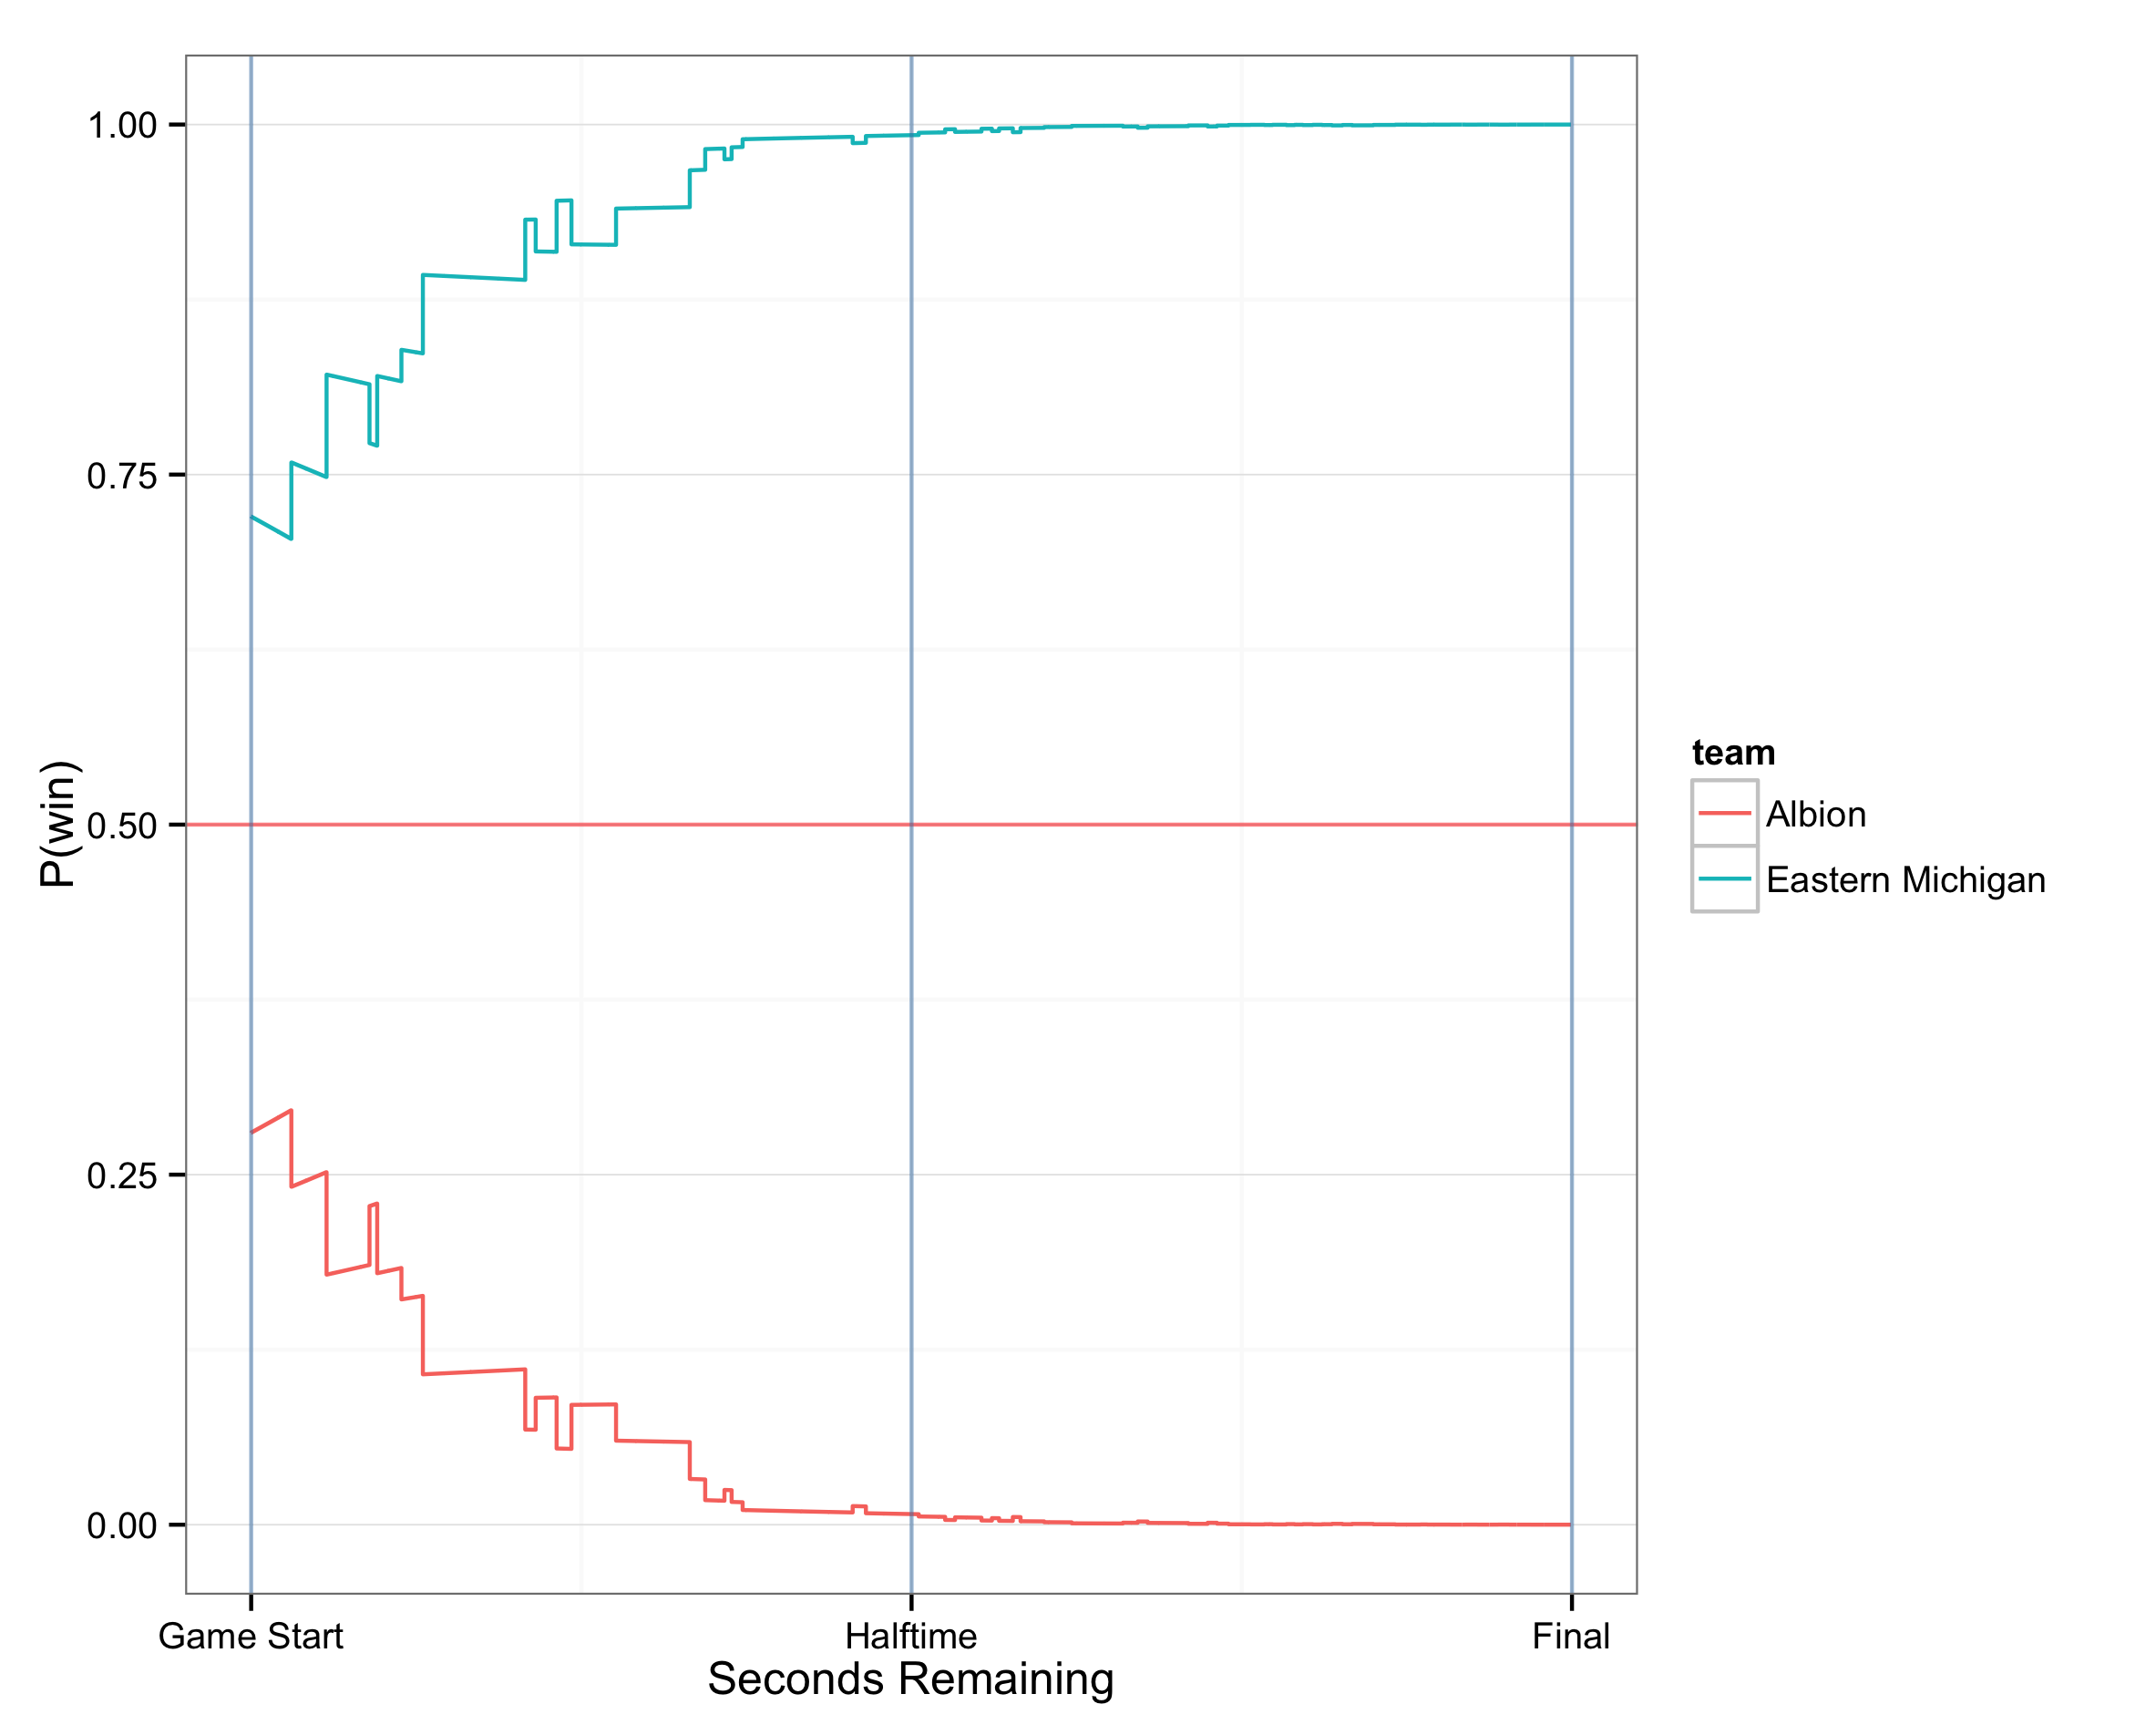 1.00
0.75
0.50
0.25
0.00
P(win)
Game Start
Halftime
Final
Seconds Remaining
team
Albion
Eastern Michigan